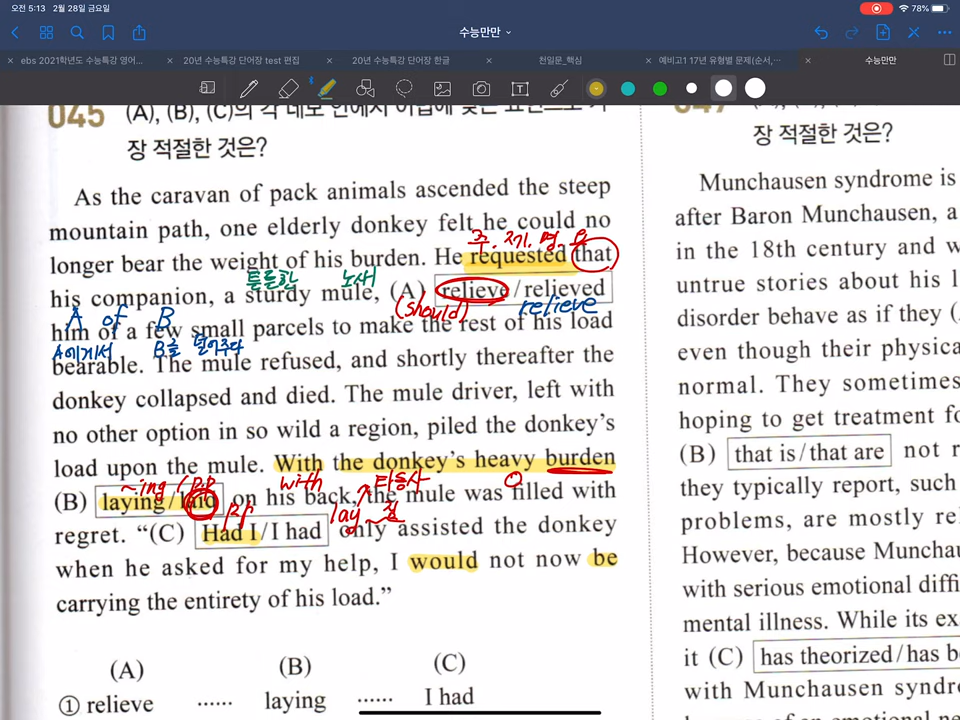 오전 5:13 2월 28일 금요일
78%
수능만만
ebs 2021학년도 수능특강 영어...
20년 수능특강 단어장 test 편집
20년 수능특강 단어장 한글
천일문_핵심
예비고1 17년 유형별 문제(순서,...
수능만만
045 (A), (B), (C)의 각 네모 안에서 어법에 맞는 표현으로 가
장 적절한 것은?
As the caravan of pack animals ascended the steep
mountain path, one elderly donkey felt he could no
주. 제. 명. 요
longer bear the weight of his burden. He requested that
튼튼한 노새
his companion, a sturdy mule, (A) relieve / relieved
A of B (should) relieve
him of a few small parcels to make the rest of his load
A에게서 B를 덜어주다
bearable. The mule refused, and shortly thereafter the
donkey collapsed and died. The mule driver, left with
no other option in so wild a region, piled the donkey's
load upon the mule. With the donkey's heavy burden
~ing / p.p with 타동사
(B) laying / laid on his back, the mule was filled with
p.p lay
regret. "(C) Had I / I had only assisted the donkey
when he asked for my help, I would not now be
carrying the entirety of his load."
(A) (B) (C)
① relieve ...... laying ...... I had
장 적절한 것은?
Munchausen syndrome is
after Baron Munchausen, a
in the 18th century and w
untrue stories about his l
disorder behave as if they (
even though their physica
normal. They sometimes
hoping to get treatment fo
(B) that is / that are not r
they typically report, such
problems, are mostly rel
However, because Munchau
with serious emotional diffi
mental illness. While its ex
it (C) has theorized / has be
with Munchausen syndro